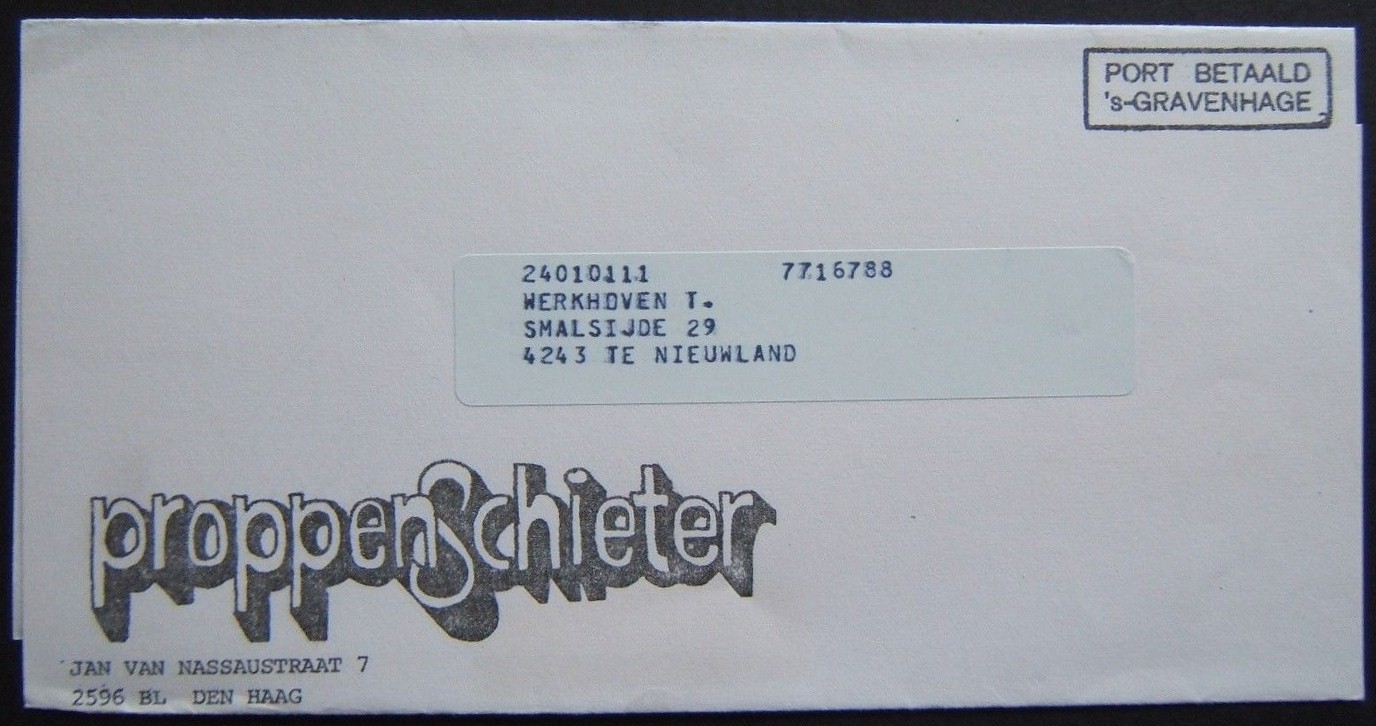 PORT BETAALD
's-GRAVENHAGE
24010111 7716788
WERKHOVEN T.
SMALSIJDE 29
4243 TE NIEUWLAND
proppenSchieter
JAN VAN NASSAUSTRAAT 7
2596 BL DEN HAAG